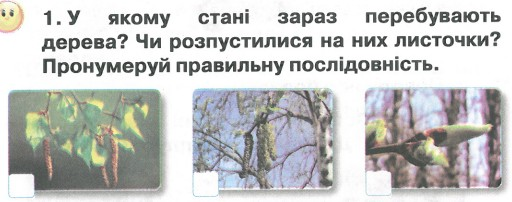 1. У якому стані зараз перебувають
дерева? Чи розпустилися на них листочки?
Пронумеруй правильну послідовність.